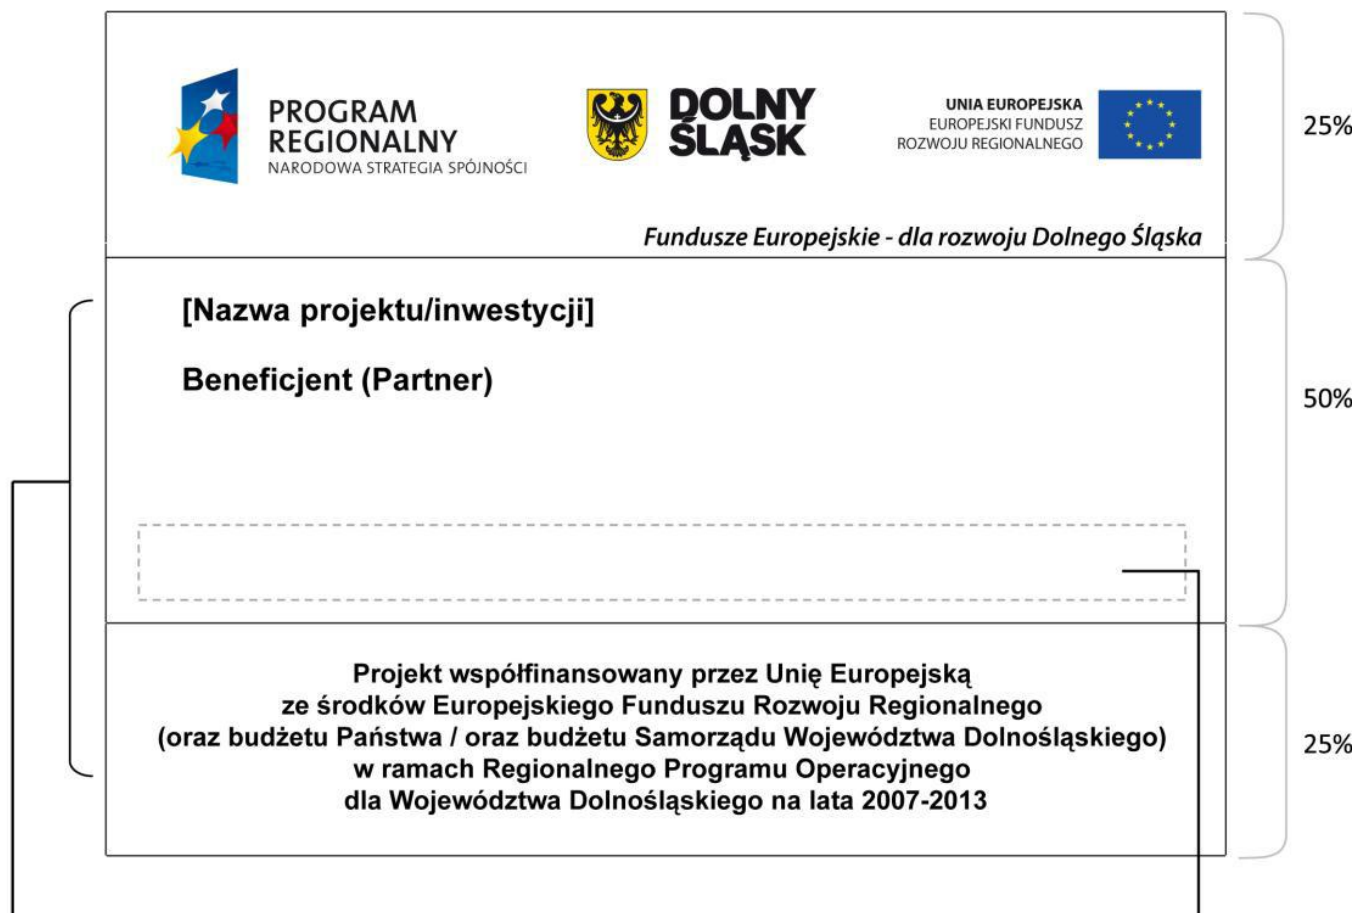 PROGRAM
REGIONALNY
NARODOWA STRATEGIA SPÓJNOŚCI
DOLNY
ŚLĄSK
UNIA EUROPEJSKA
EUROPEJSKI FUNDUSZ
ROZWOJU REGIONALNEGO
25%
Fundusze Europejskie - dla rozwoju Dolnego Śląska
[Nazwa projektu/inwestycji]
Beneficjent (Partner)
50%
Projekt współfinansowany przez Unię Europejską
ze środków Europejskiego Funduszu Rozwoju Regionalnego
(oraz budżetu Państwa / oraz budżetu Samorządu Województwa Dolnośląskiego)
w ramach Regionalnego Programu Operacyjnego
dla Województwa Dolnośląskiego na lata 2007-2013
25%